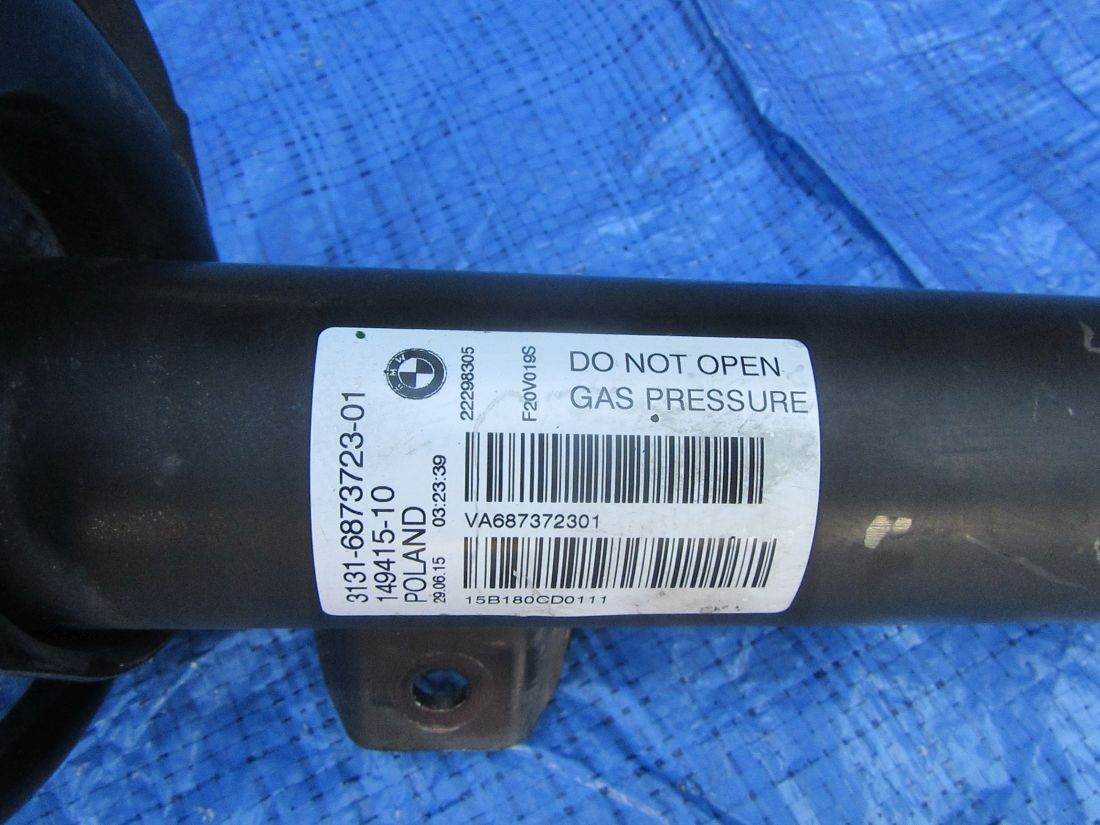 BMW
3131-6873723-01
149415-10
POLAND
29.06.15 03:23:39
22298305
F20V019S
DO NOT OPEN
GAS PRESSURE
VA687372301
15B180CD0111